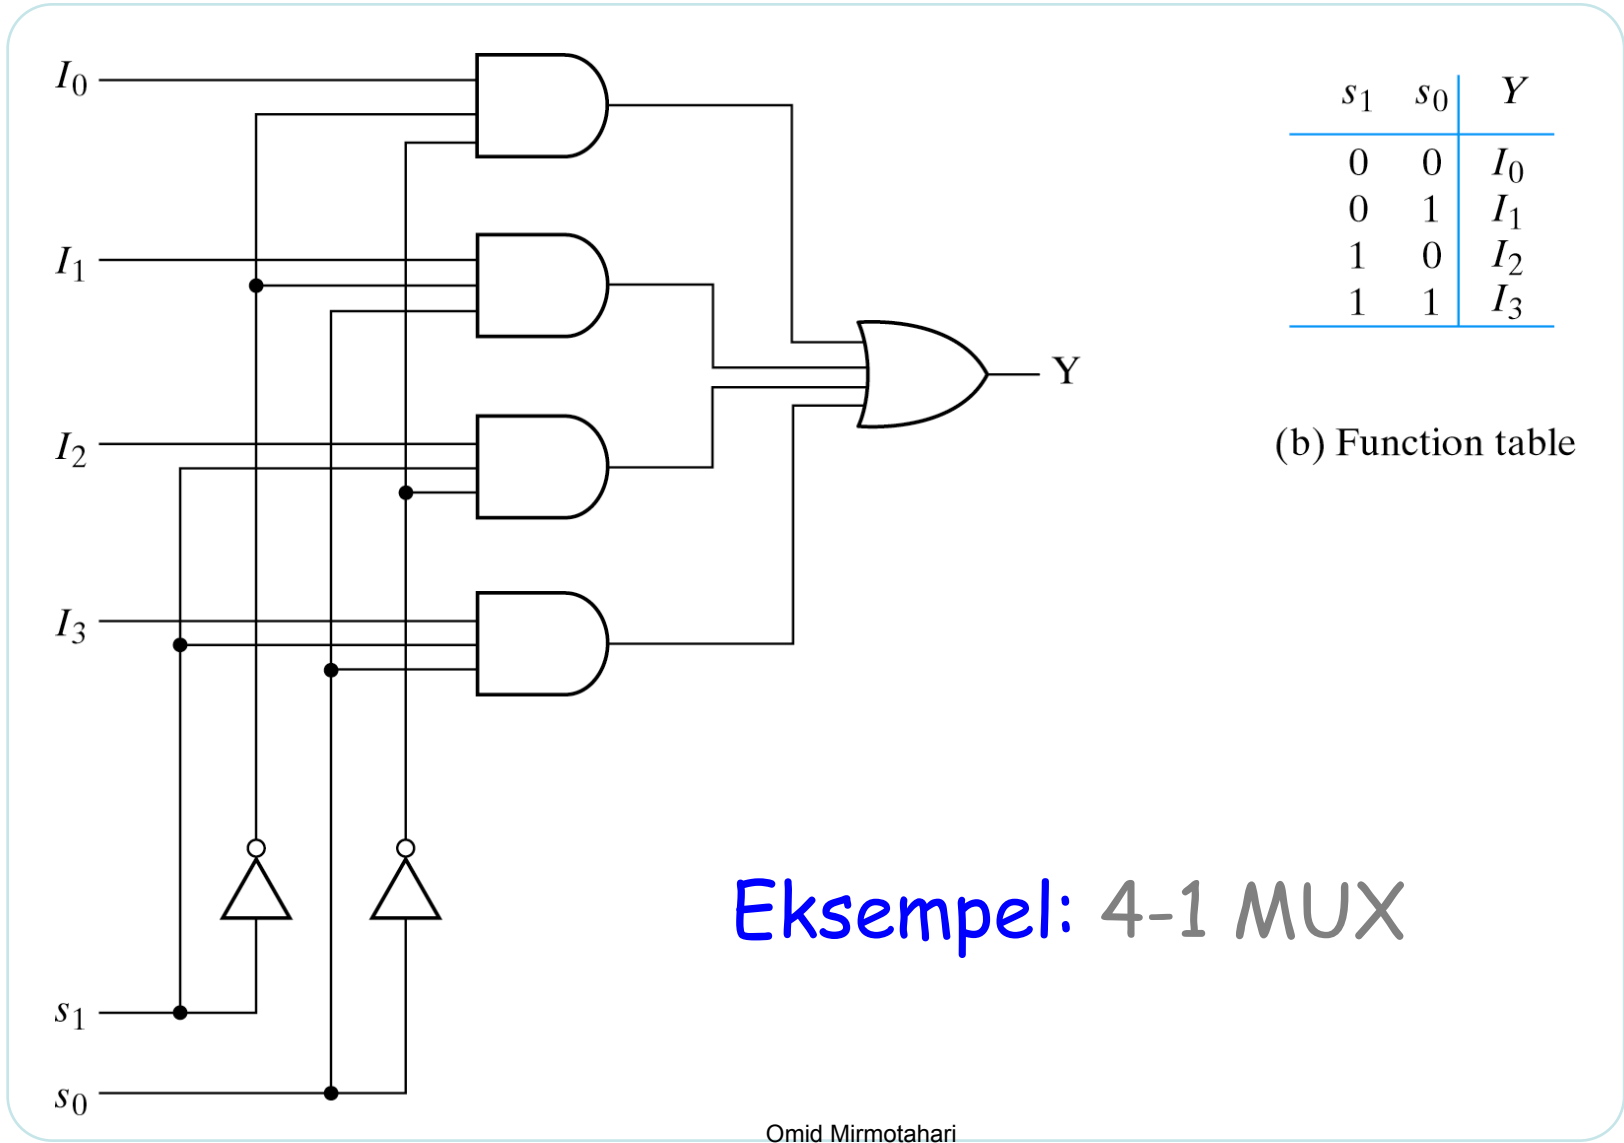 I0
I1
I2
I3
s1
s0
Y
s1 s0 Y
0 0 I0
0 1 I1
1 0 I2
1 1 I3
(b) Function table
Eksempel: 4-1 MUX
Omid Mirmotahari